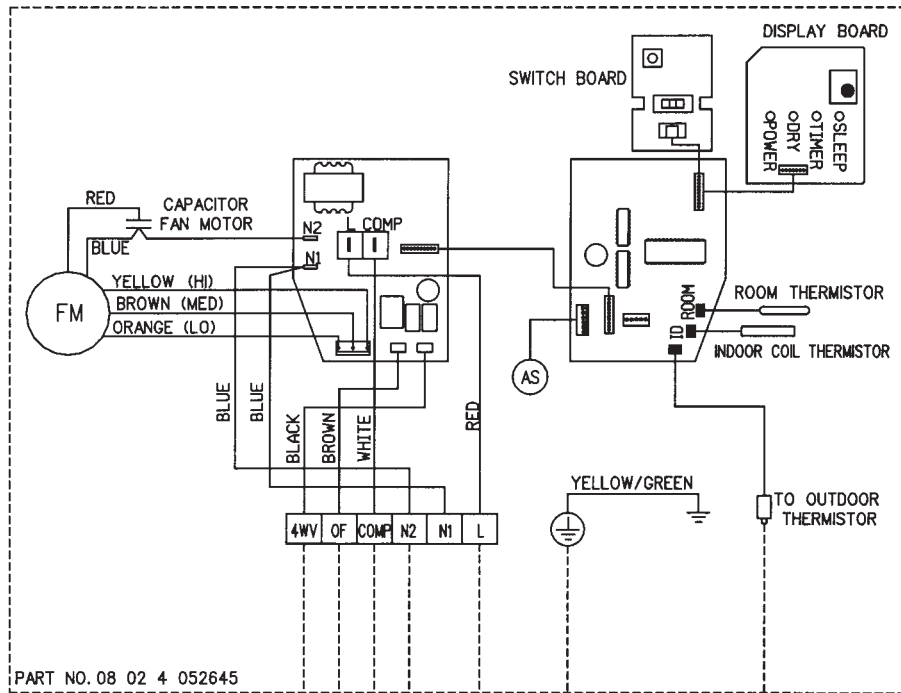 DISPLAY BOARD
SWITCH BOARD
POWER
DRY
TIMER
SLEEP
RED
CAPACITOR
FAN MOTOR
BLUE
N2
L COMP
N1
YELLOW (HI)
BROWN (MED)
ORANGE (LO)
FM
ROOM
ROOM THERMISTOR
ID
INDOOR COIL THERMISTOR
AS
BLUE
BLUE
BLACK
BROWN
WHITE
RED
YELLOW/GREEN
TO OUTDOOR
THERMISTOR
4WV OF COMP N2 N1 L
PART NO. 08 02 4 052645